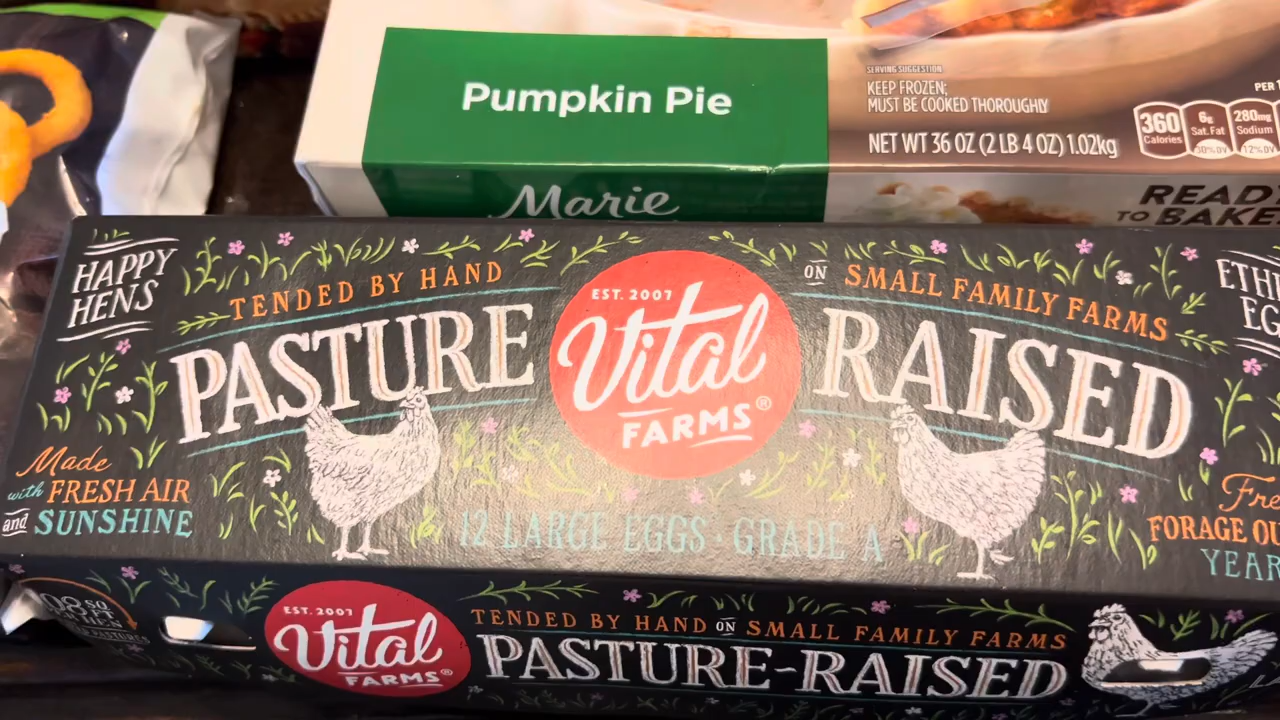 Pumpkin Pie
Marie
SERVING SUGGESTION
KEEP FROZEN;
MUST BE COOKED THOROUGHLY
NET WT 36 OZ (2 LB 4 OZ) 1.02kg
PER
360
Calories
6g
Sat. Fat
30% DV
280mg
Sodium
12% DV
READY
TO BAKE
HAPPY
HENS
TENDED BY HAND
ON SMALL FAMILY FARMS
PASTURE
RAISED
EST. 2007
Vital
FARMS®
Made
with FRESH AIR
and SUNSHINE
12 LARGE EGGS · GRADE A
FORAGE
YEAR
EST. 2007
Vital
FARMS®
TENDED BY HAND ON SMALL FAMILY FARMS
PASTURE-RAISED